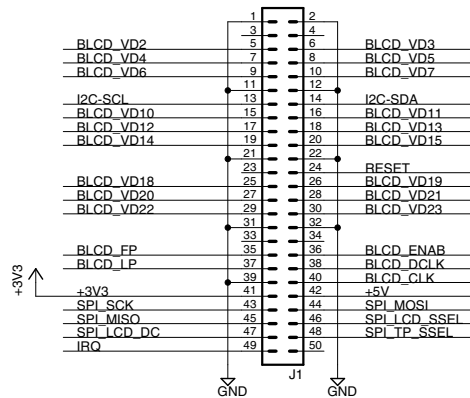 1 2
3 4
BLCD_VD2 5 6 BLCD_VD3
BLCD_VD4 7 8 BLCD_VD5
BLCD_VD6 9 10 BLCD_VD7
11 12
I2C-SCL 13 14 I2C-SDA
BLCD_VD10 15 16 BLCD_VD11
BLCD_VD12 17 18 BLCD_VD13
BLCD_VD14 19 20 BLCD_VD15
21 22
23 24 RESET
BLCD_VD18 25 26 BLCD_VD19
BLCD_VD20 27 28 BLCD_VD21
BLCD_VD22 29 30 BLCD_VD23
31 32
33 34
BLCD_FP 35 36 BLCD_ENAB
BLCD_LP 37 38 BLCD_DCLK
39 40 BLCD_CLK
+3V3 +3V3 41 42 +5V
SPI_SCK 43 44 SPI_MOSI
SPI_MISO 45 46 SPI_LCD_SSEL
SPI_LCD_DC 47 48 SPI_TP_SSEL
IRQ 49 50
J1
GND GND